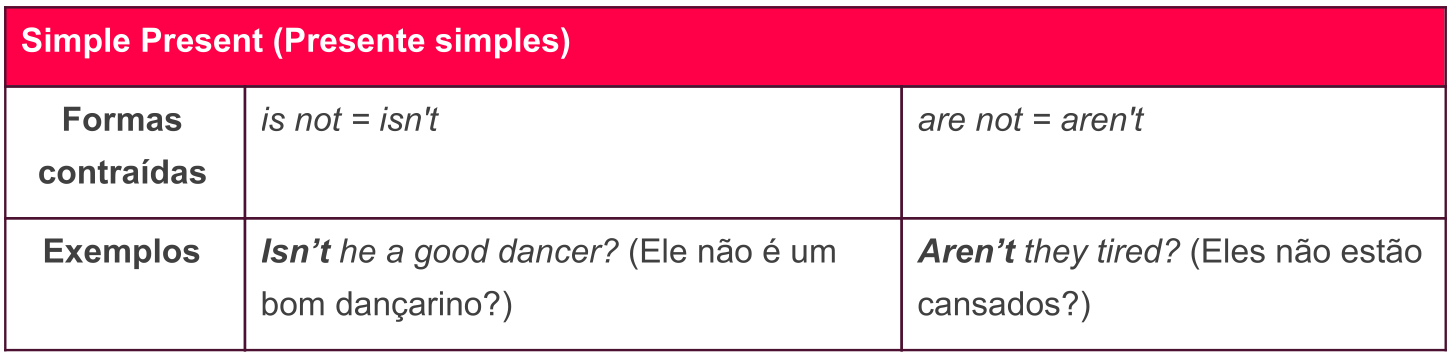 Simple Present (Presente simples)
Formas
contraídas
is not = isn't
are not = aren't
Exemplos
Isn’t he a good dancer? (Ele não é um
bom dançarino?)
Aren’t they tired? (Eles não estão
cansados?)